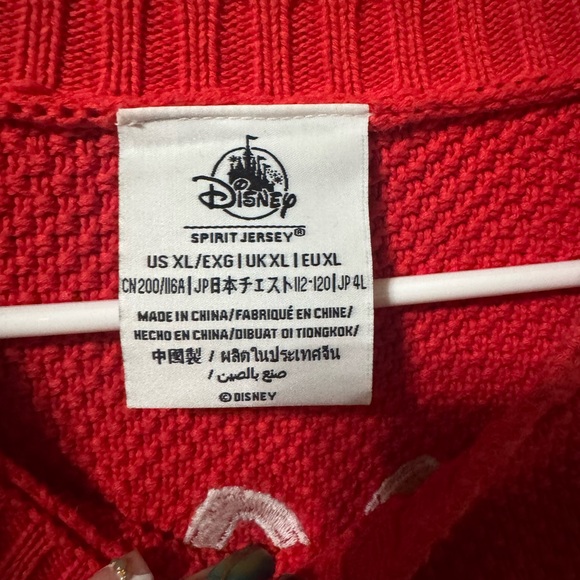 DISNEY
SPIRIT JERSEY®
US XL/EXG | UK XL | EU XL
CN 200/116A | JP日本チエスト112-120 | JP 4L
MADE IN CHINA/FABRIQUÉ EN CHINE/
HECHO EN CHINA/DIBUAT DI TIONGKOK/
中國製 / ผลิตในประเทศจีน
صنع بالصين /
© DISNEY